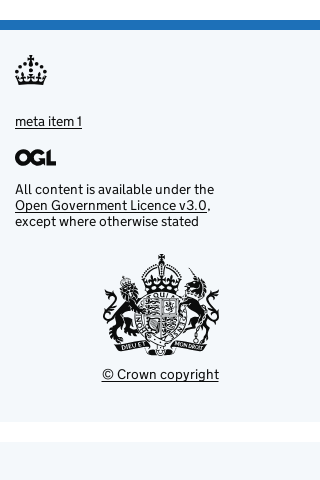 meta item 1
OGL
All content is available under the
Open Government Licence v3.0,
except where otherwise stated
DIEU ET MON DROIT
© Crown copyright